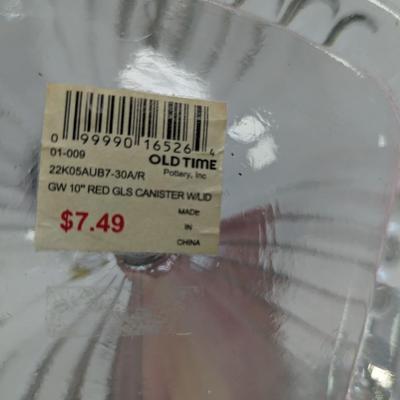 0 99990 16526 4
01-009 OLD TIME
22K05AUB7-30A/R Pottery, Inc
GW 10" RED GLS CANISTER W/LID
$7.49 MADE
IN
CHINA